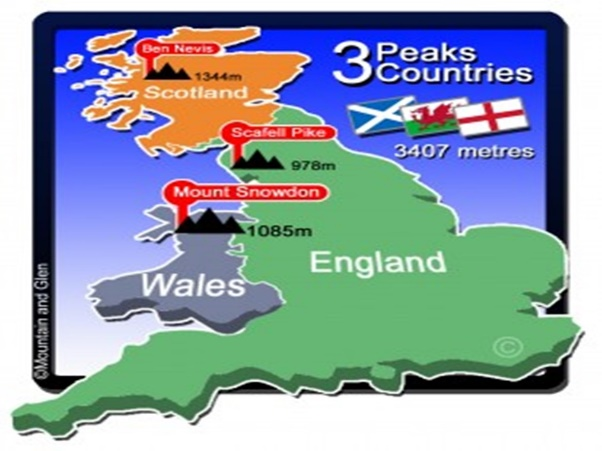 Ben Nevis
1344m
Scotland
3 Peaks
Countries
3407 metres
Scafell Pike
978m
Mount Snowdon
1085m
England
Wales
©
©Mountain and Glen